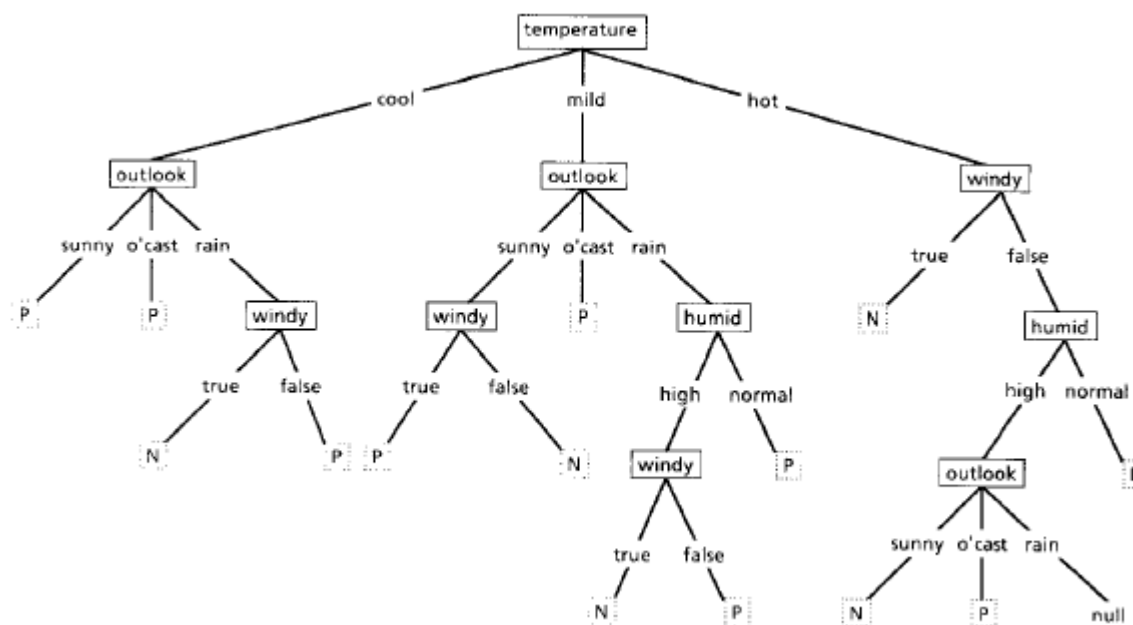 temperature
cool mild hot
outlook outlook windy
sunny o'cast rain sunny o'cast rain true false
P P windy windy P humid N humid
true false true false high normal high normal
N P P N windy P outlook
true false sunny o'cast rain
N P N P null